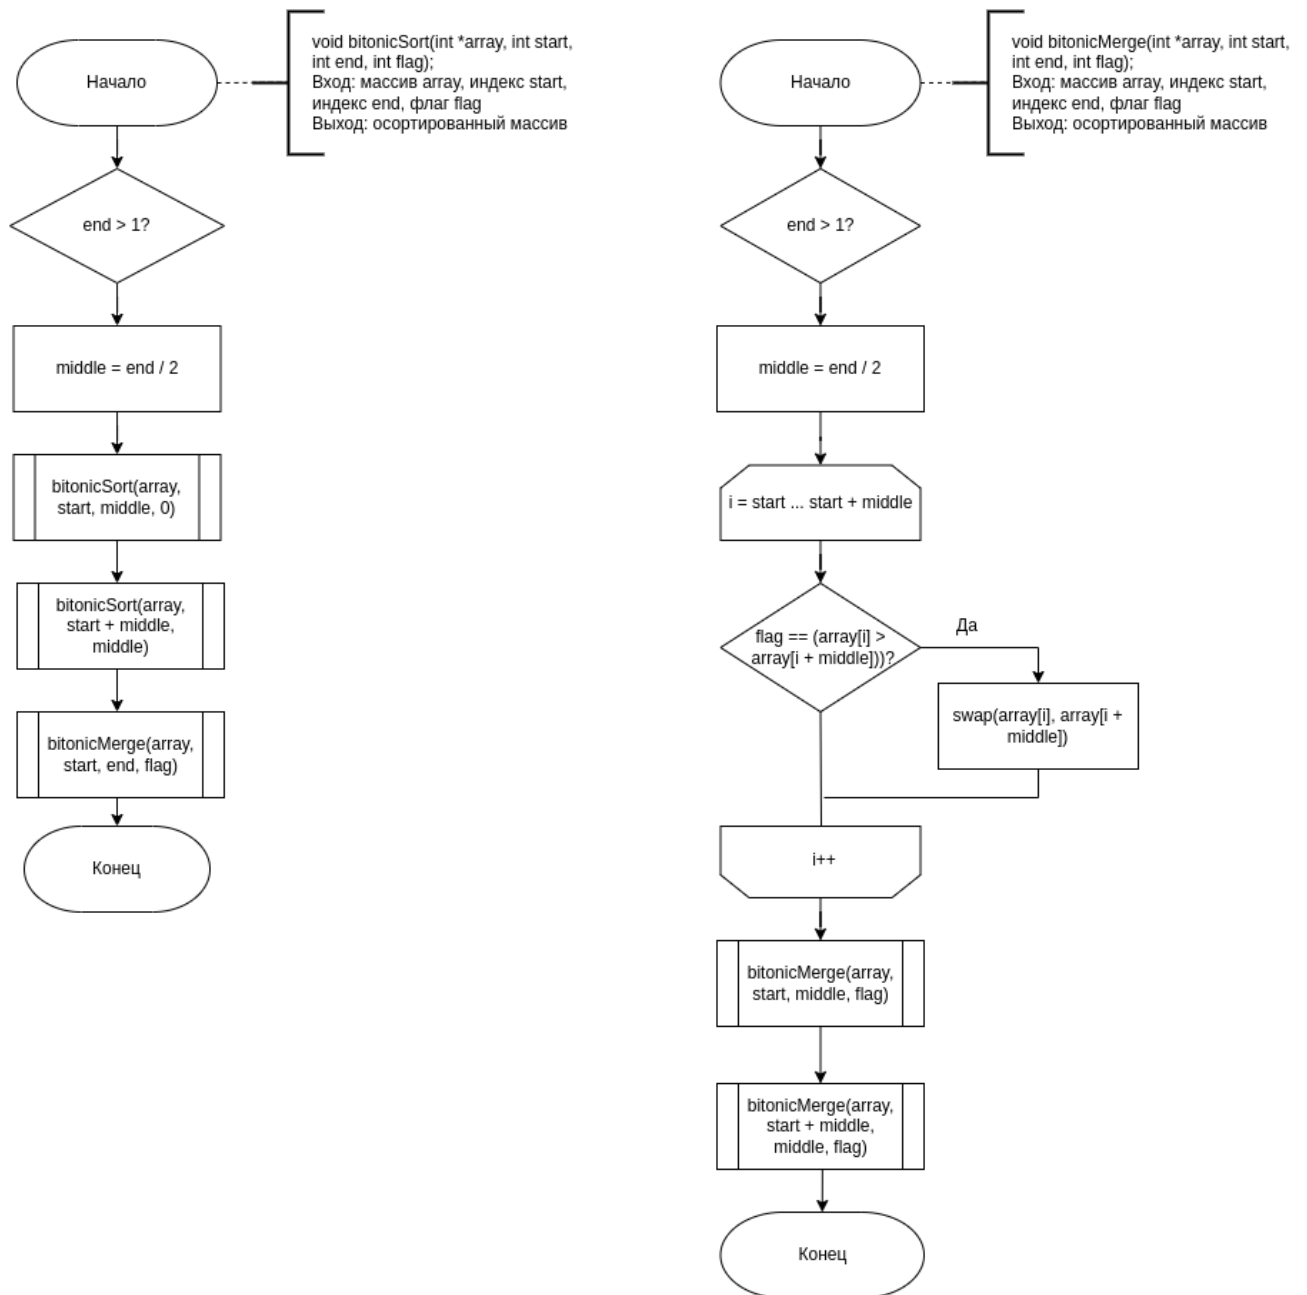 Начало
void bitonicSort(int *array, int start,
int end, int flag);
Вход: массив array, индекс start,
индекс end, флаг flag
Выход: осортированный массив
end > 1?
middle = end / 2
bitonicSort(array,
start, middle, 0)
bitonicSort(array,
start + middle,
middle)
bitonicMerge(array,
start, end, flag)
Конец
Начало
void bitonicMerge(int *array, int start,
int end, int flag);
Вход: массив array, индекс start,
индекс end, флаг flag
Выход: осортированный массив
end > 1?
middle = end / 2
i = start ... start + middle
flag == (array[i] >
array[i + middle]))?
Да
swap(array[i], array[i +
middle])
i++
bitonicMerge(array,
start, middle, flag)
bitonicMerge(array,
start + middle,
middle, flag)
Конец